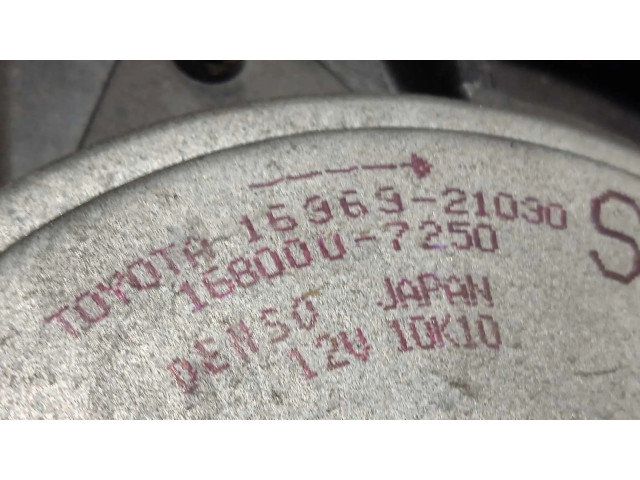 TOYOTA 16363-21030 S
168000-7250
DENSO JAPAN
12V 10K10